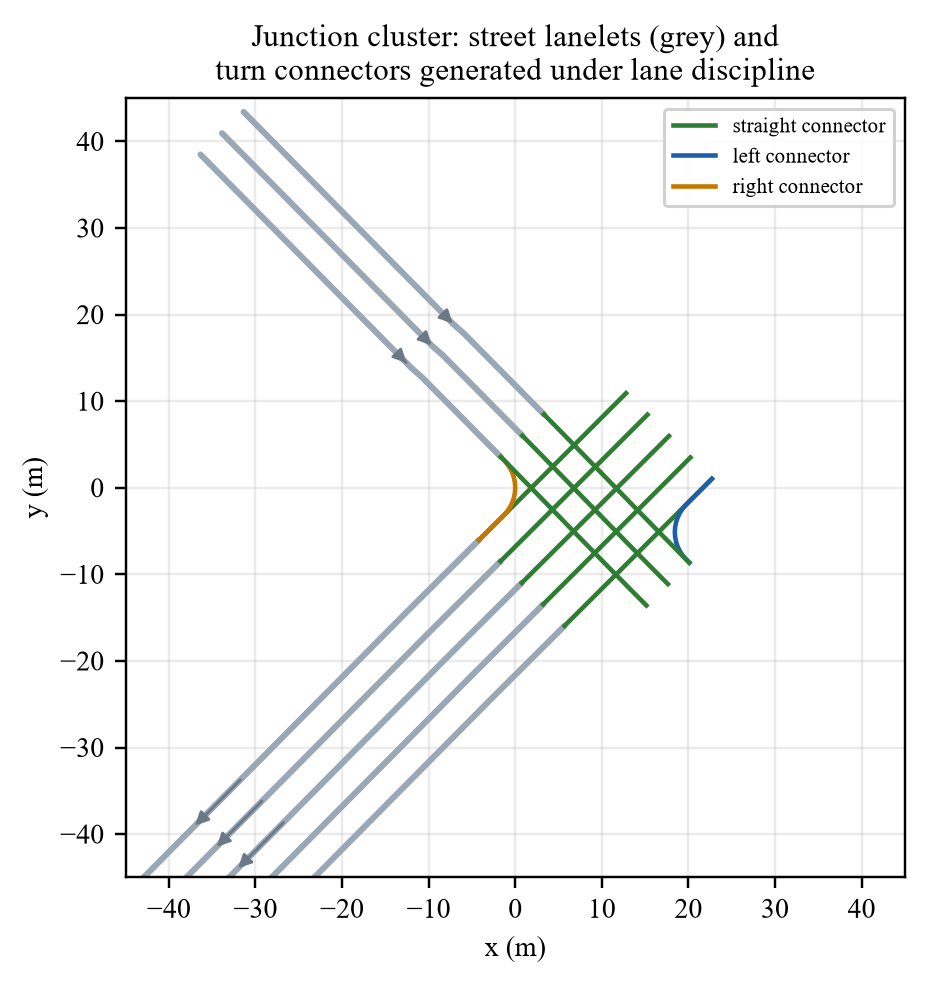 Junction cluster: street lanelets (grey) and
turn connectors generated under lane discipline
straight connector
left connector
right connector
40
30
20
10
0
−10
−20
−30
−40
y (m)
−40 −30 −20 −10 0 10 20 30 40
x (m)